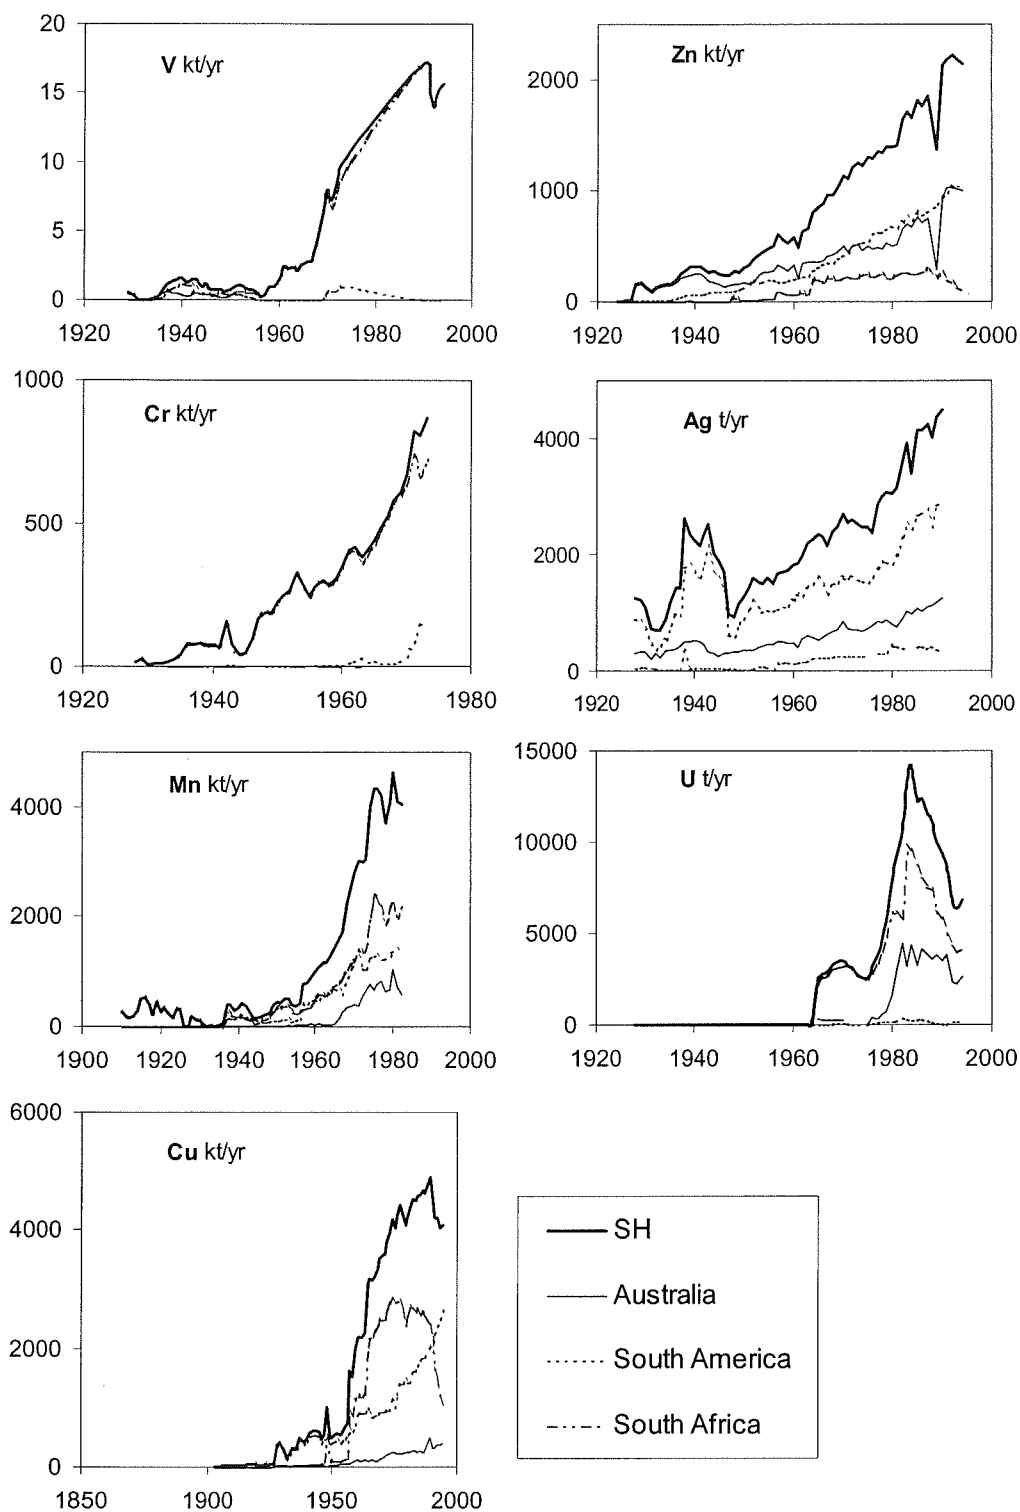 20
V kt/yr
15
10
5
0
1920 1940 1960 1980 2000
Zn kt/yr
2000
1000
0
1920 1940 1960 1980 2000
1000
Cr kt/yr
500
0
1920 1940 1960 1980
Ag t/yr
4000
2000
0
1920 1940 1960 1980 2000
Mn kt/yr
4000
2000
0
1900 1920 1940 1960 1980 2000
15000
U t/yr
10000
5000
0
1920 1940 1960 1980 2000
6000
Cu kt/yr
4000
2000
0
1850 1900 1950 2000
SH
Australia
South America
South Africa